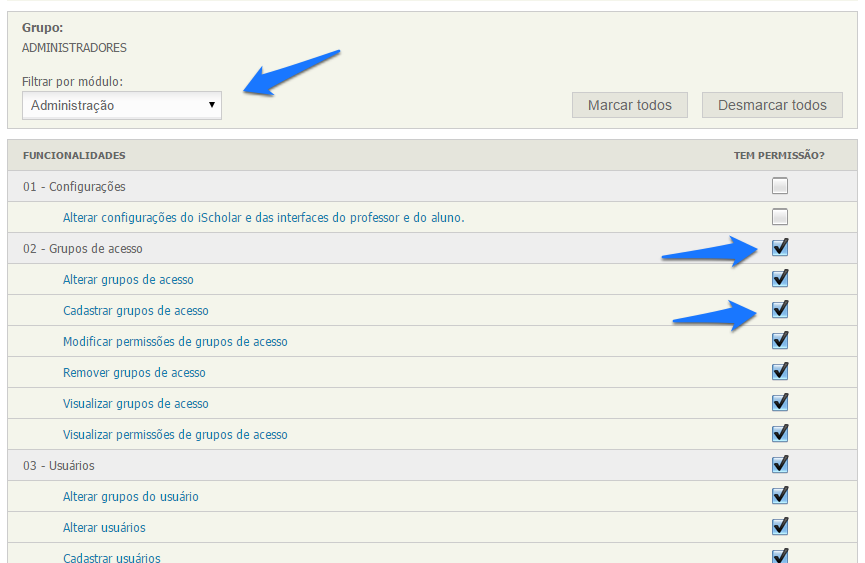 Grupo:
ADMINISTRADORES
Filtrar por módulo:
Administração
Marcar todos
Desmarcar todos
FUNCIONALIDADES
TEM PERMISSÃO?
01 - Configurações
Alterar configurações do iScholar e das interfaces do professor e do aluno.
02 - Grupos de acesso
Alterar grupos de acesso
Cadastrar grupos de acesso
Modificar permissões de grupos de acesso
Remover grupos de acesso
Visualizar grupos de acesso
Visualizar permissões de grupos de acesso
03 - Usuários
Alterar grupos do usuário
Alterar usuários
Cadastrar usuários